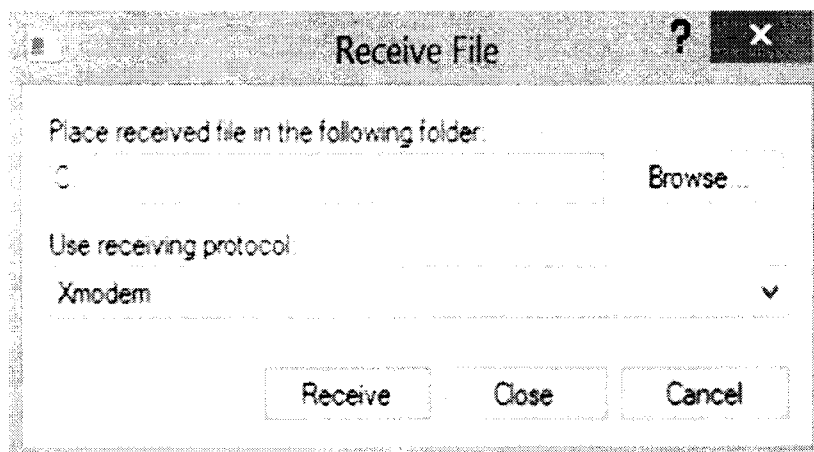 Receive File ?
Place received file in the following folder:
C:
Browse...
Use receiving protocol:
Xmodem
Receive Close Cancel